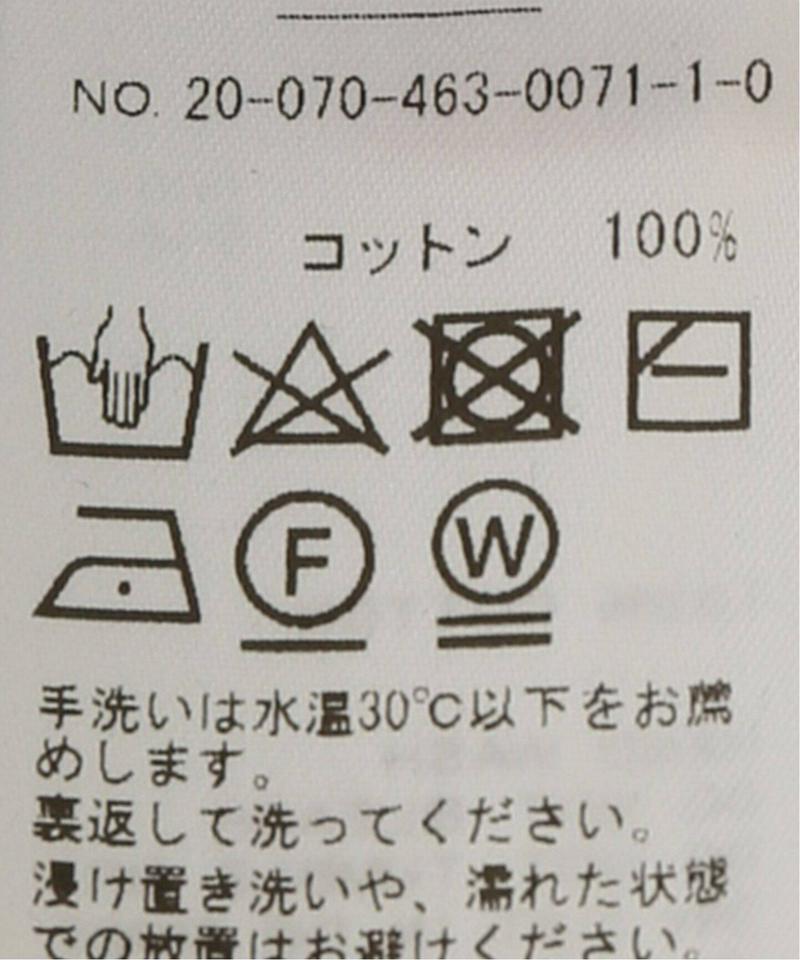 NO. 20-070-463-0071-1-0
コットン 100%
F W
手洗いは水温30℃以下をお薦
めします。
裏返して洗ってください。
浸け置き洗いや、濡れた状態
での放置はお避けください。